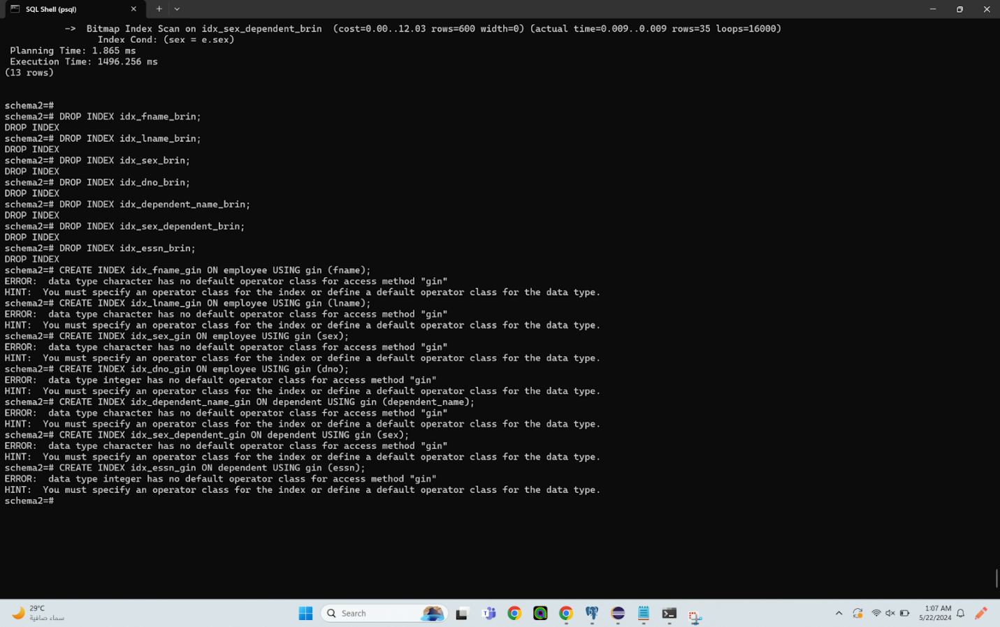 SQL Shell (psql)
-> Bitmap Index Scan on idx_sex_dependent_brin (cost=0.00..12.03 rows=600 width=0) (actual time=0.009..0.009 rows=35 loops=16000)
Index Cond: (sex = e.sex)
Planning Time: 1.865 ms
Execution Time: 1496.256 ms
(13 rows)
schema2=#
schema2=# DROP INDEX idx_fname_brin;
DROP INDEX
schema2=# DROP INDEX idx_lname_brin;
DROP INDEX
schema2=# DROP INDEX idx_sex_brin;
DROP INDEX
schema2=# DROP INDEX idx_dno_brin;
DROP INDEX
schema2=# DROP INDEX idx_dependent_name_brin;
DROP INDEX
schema2=# DROP INDEX idx_sex_dependent_brin;
DROP INDEX
schema2=# DROP INDEX idx_essn_brin;
DROP INDEX
schema2=# CREATE INDEX idx_fname_gin ON employee USING gin (fname);
ERROR:  data type character has no default operator class for access method "gin"
HINT:  You must specify an operator class for the index or define a default operator class for the data type.
schema2=# CREATE INDEX idx_lname_gin ON employee USING gin (lname);
ERROR:  data type character has no default operator class for access method "gin"
HINT:  You must specify an operator class for the index or define a default operator class for the data type.
schema2=# CREATE INDEX idx_sex_gin ON employee USING gin (sex);
ERROR:  data type character has no default operator class for access method "gin"
HINT:  You must specify an operator class for the index or define a default operator class for the data type.
schema2=# CREATE INDEX idx_dno_gin ON employee USING gin (dno);
ERROR:  data type integer has no default operator class for access method "gin"
HINT:  You must specify an operator class for the index or define a default operator class for the data type.
schema2=# CREATE INDEX idx_dependent_name_gin ON dependent USING gin (dependent_name);
ERROR:  data type character has no default operator class for access method "gin"
HINT:  You must specify an operator class for the index or define a default operator class for the data type.
schema2=# CREATE INDEX idx_sex_dependent_gin ON dependent USING gin (sex);
ERROR:  data type character has no default operator class for access method "gin"
HINT:  You must specify an operator class for the index or define a default operator class for the data type.
schema2=# CREATE INDEX idx_essn_gin ON dependent USING gin (essn);
ERROR:  data type integer has no default operator class for access method "gin"
HINT:  You must specify an operator class for the index or define a default operator class for the data type.
schema2=#
29°C
سماء صافية
Search
1:07 AM
5/22/2024